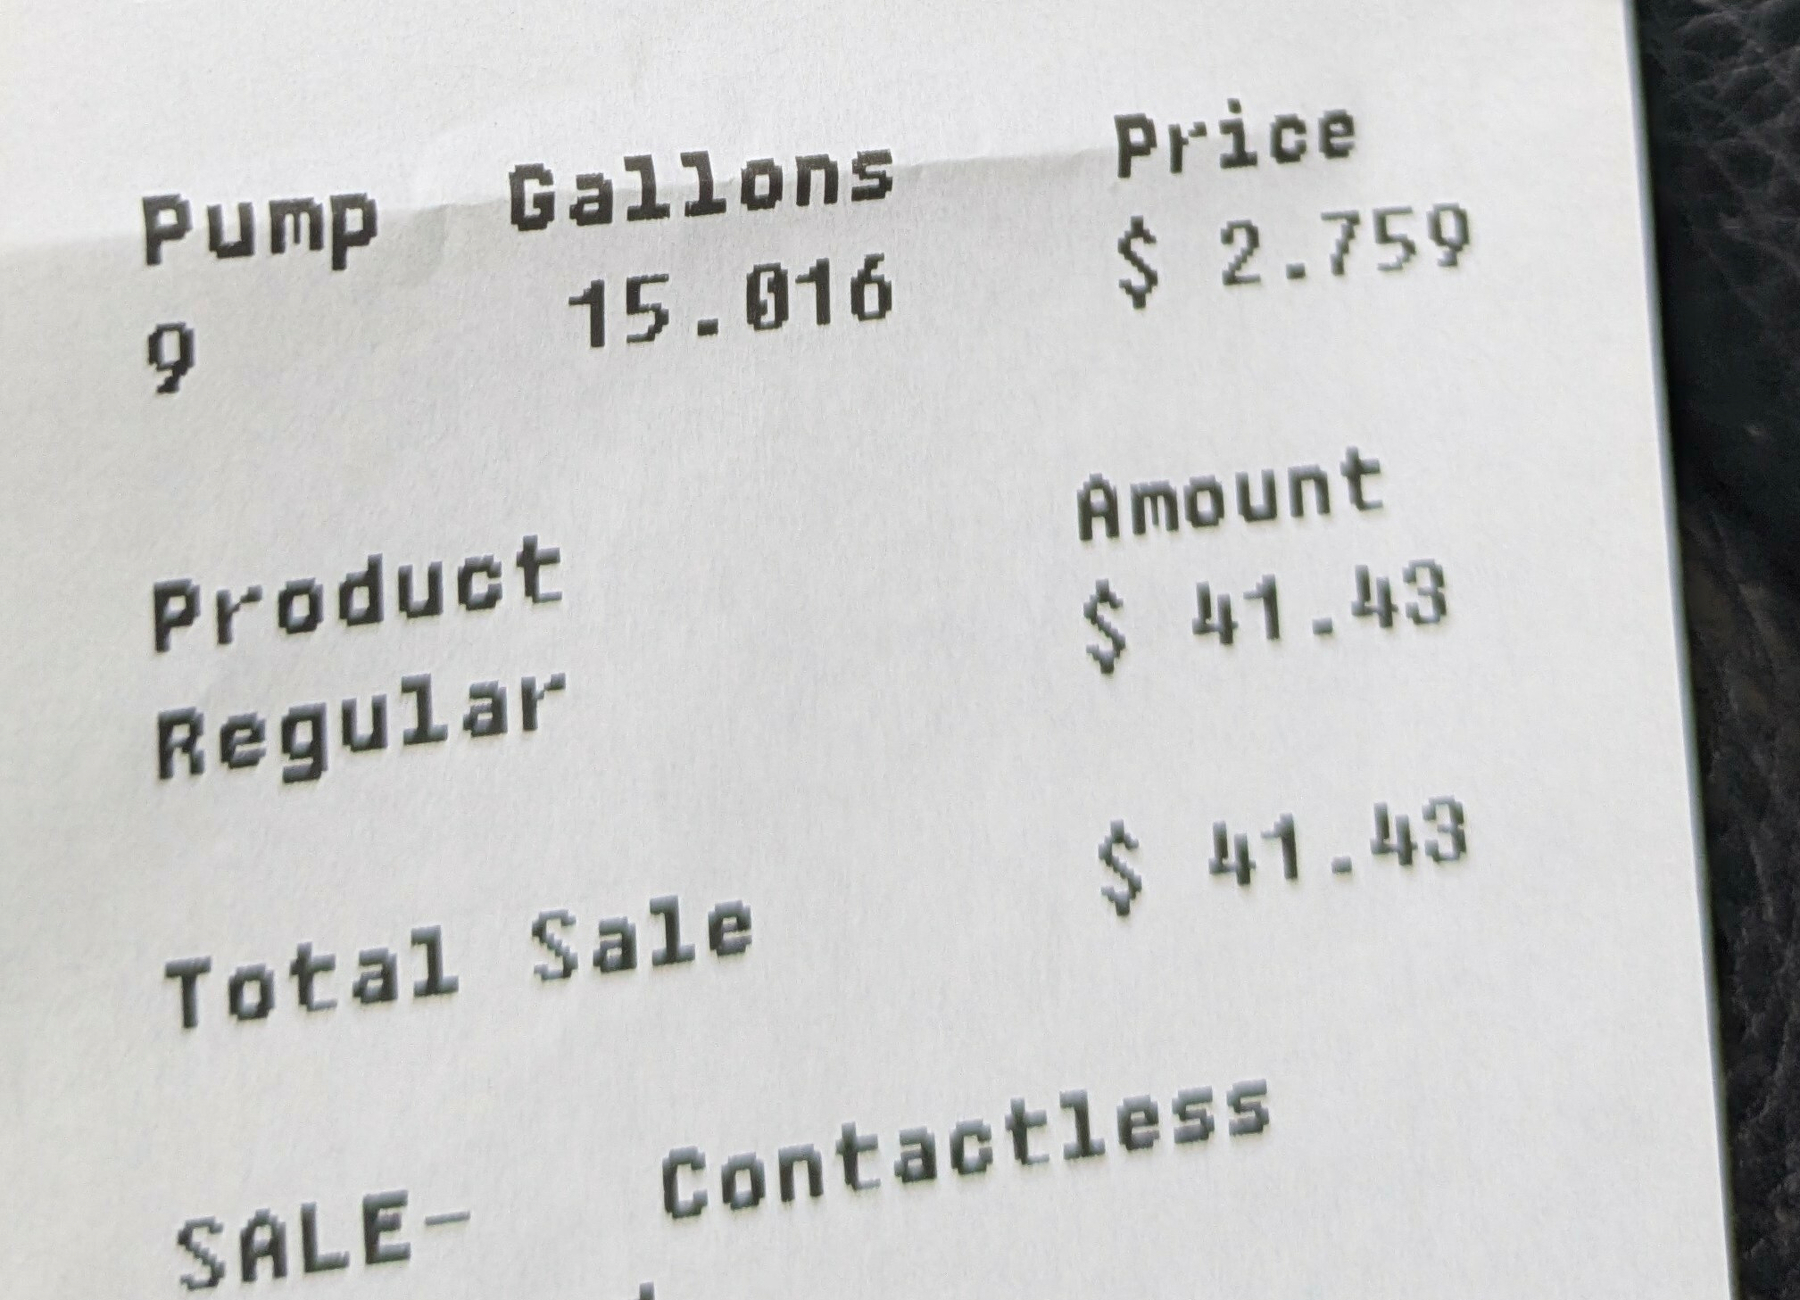 Pump Gallons Price
9 15.016 $ 2.759
Product Amount
Regular $ 41.43
Total Sale $ 41.43
SALE- Contactless